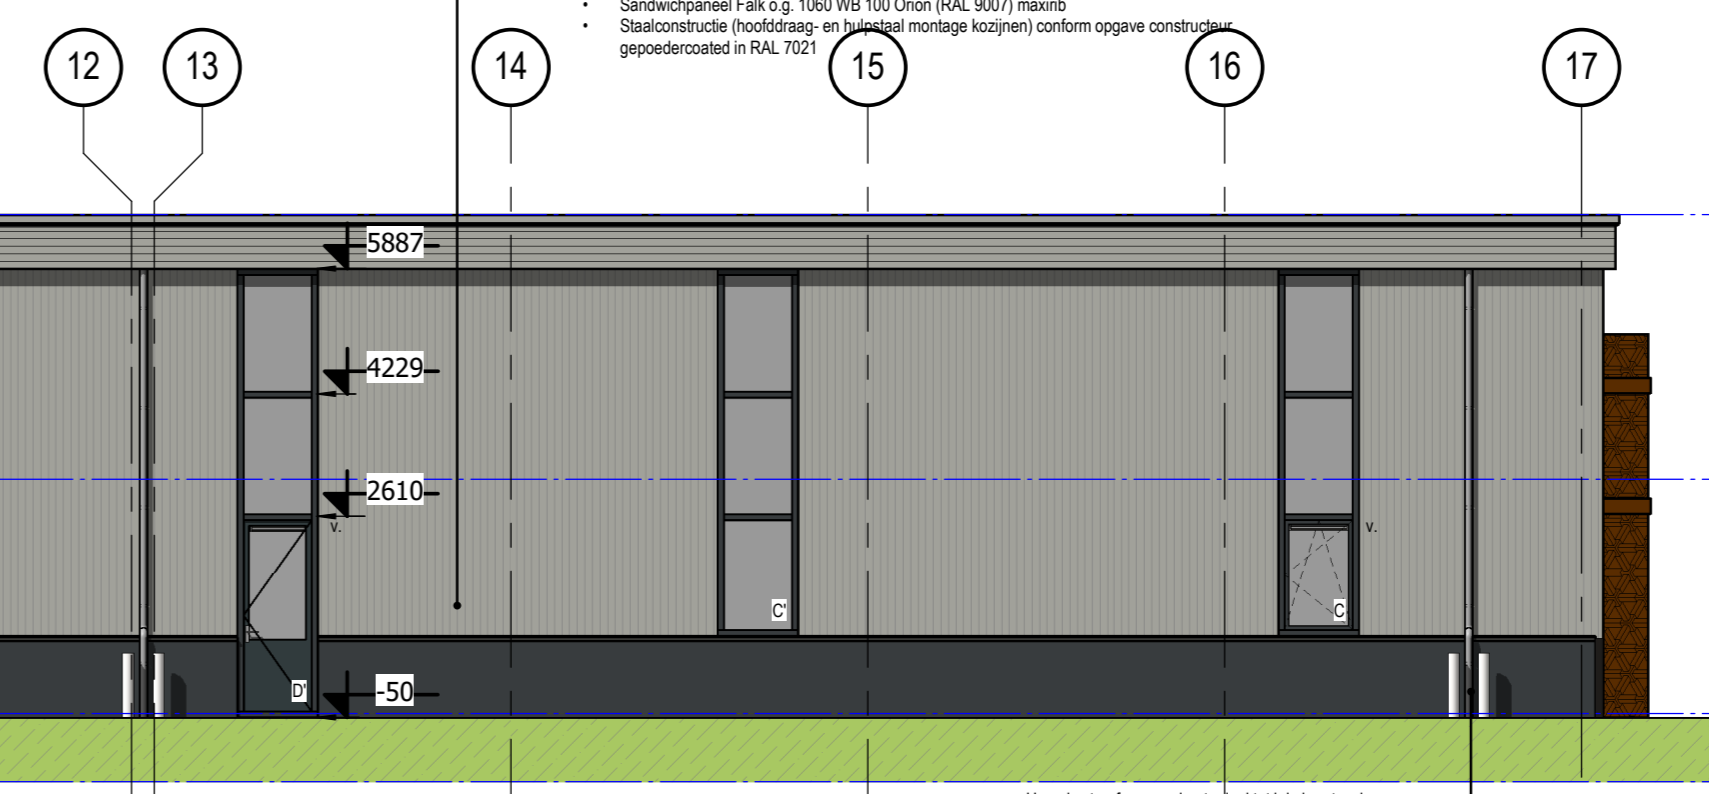 • Sandwichpaneel Falk o.g. 1060 WB 100 Orion (RAL 9007) maxirib
• Staalconstructie (hoofddraag- en hulpstaal montage kozijnen) conform opgave constructeur
gepoedercoated in RAL 7021
12 13 14 15 16 17
5887
4229
2610
v. v.
C' C
D' -50